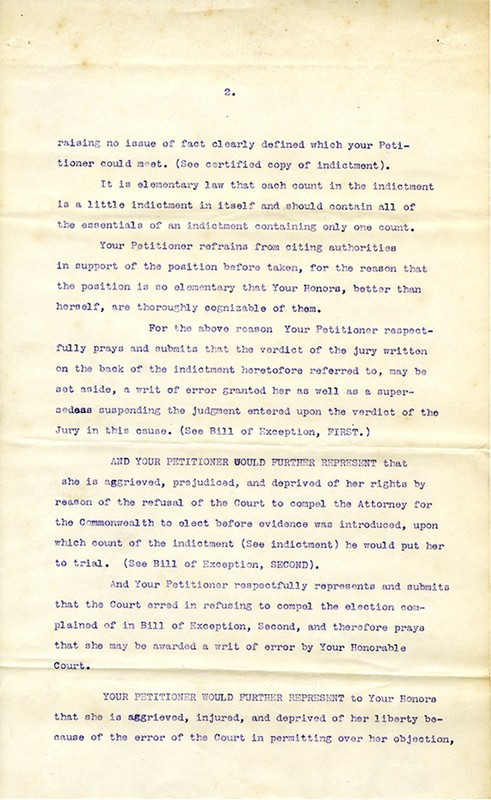 2.
raising no issue of fact clearly defined which your Peti-
tioner could meet. (See certified copy of indictment).
It is elementary law that each count in the indictment
is a little indictment in itself and should contain all of
the essentials of an indictment containing only one count.
Your Petitioner refrains from citing authorities
in support of the position before taken, for the reason that
the position is so elementary that Your Honors, better than
herself, are thoroughly cognizable of them.
For the above reason Your Petitioner respect-
fully prays and submits that the verdict of the jury written
on the back of the indictment heretofore referred to, may be
set aside, a writ of error granted her as well as a super-
sedeas suspending the judgment entered upon the verdict of the
Jury in this cause. (See Bill of Exception, FIRST.)
AND YOUR PETITIONER WOULD FURTHER REPRESENT that
she is aggrieved, prejudiced, and deprived of her rights by
reason of the refusal of the Court to compel the Attorney for
the Commonwealth to elect before evidence was introduced, upon
which count of the indictment (See indictment) he would put her
to trial. (See Bill of Exception, SECOND).
And Your Petitioner respectfully represents and submits
that the Court erred in refusing to compel the election com-
plained of in Bill of Exception, Second, and therefore prays
that she may be awarded a writ of error by Your Honorable
Court.
YOUR PETITIONER WOULD FURTHER REPRESENT to Your Honors
that she is aggrieved, injured, and deprived of her liberty be-
cause of the error of the Court in permitting over her objection,